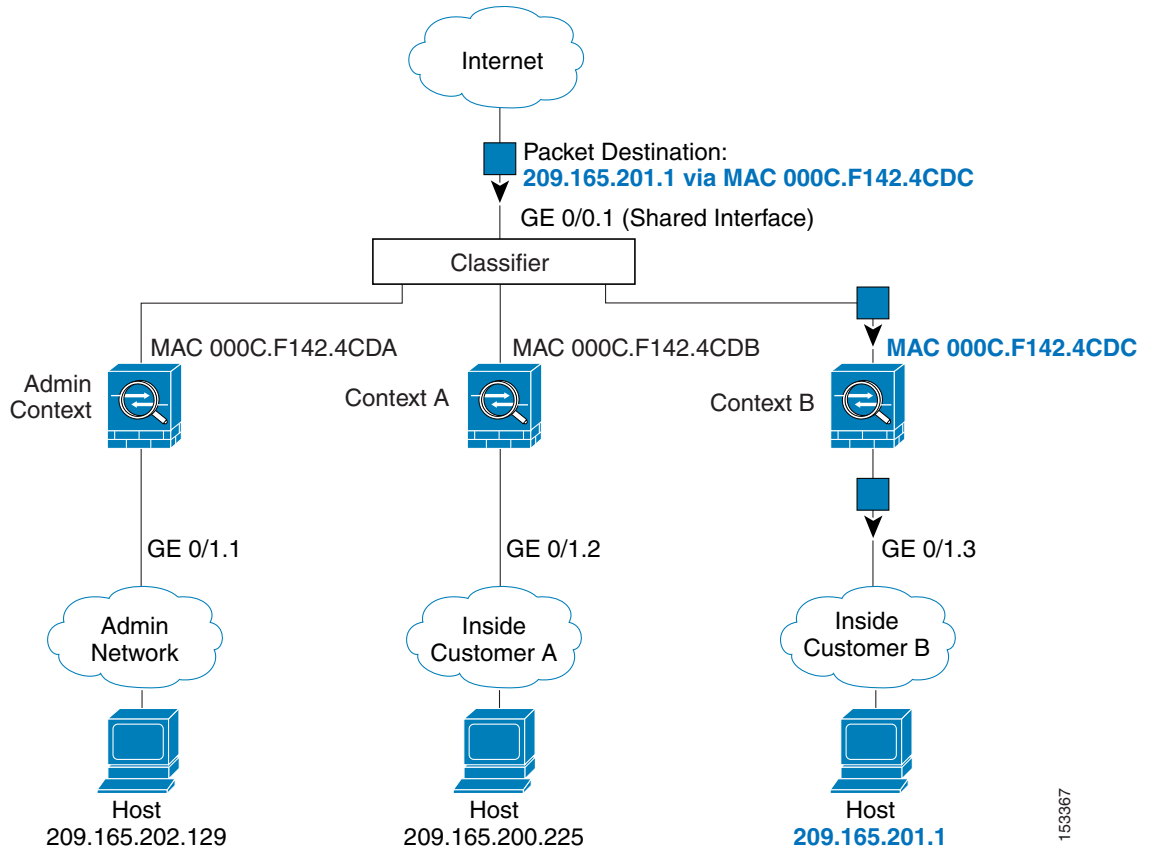 Internet
Packet Destination:
209.165.201.1 via MAC 000C.F142.4CDC
GE 0/0.1 (Shared Interface)
Classifier
MAC 000C.F142.4CDA
MAC 000C.F142.4CDB
MAC 000C.F142.4CDC
Admin
Context
Context A
Context B
GE 0/1.1
GE 0/1.2
GE 0/1.3
Admin
Network
Inside
Customer A
Inside
Customer B
Host
209.165.202.129
Host
209.165.200.225
Host
209.165.201.1
153367